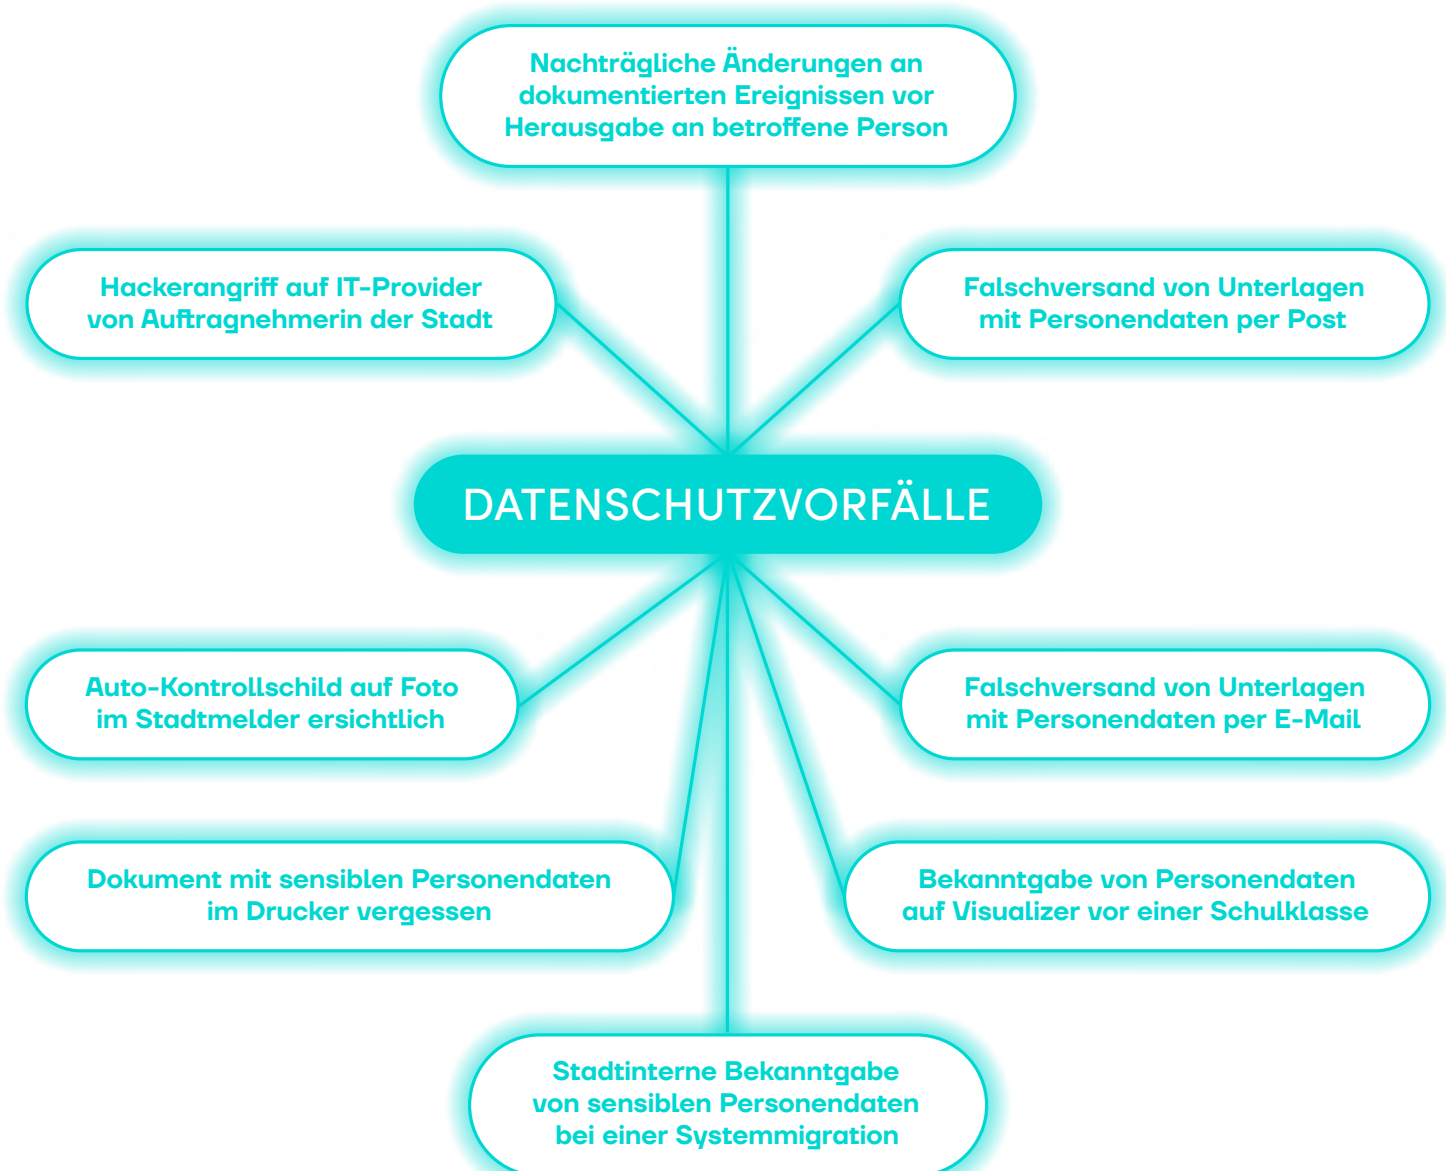 Nachträgliche Änderungen an
dokumentierten Ereignissen vor
Herausgabe an betroffene Person
Hackerangriff auf IT-Provider
von Auftragnehmerin der Stadt
Falschversand von Unterlagen
mit Personendaten per Post
DATENSCHUTZVORFÄLLE
Auto-Kontrollschild auf Foto
im Stadtmelder ersichtlich
Falschversand von Unterlagen
mit Personendaten per E-Mail
Dokument mit sensiblen Personendaten
im Drucker vergessen
Bekanntgabe von Personendaten
auf Visualizer vor einer Schulklasse
Stadtinterne Bekanntgabe
von sensiblen Personendaten
bei einer Systemmigration